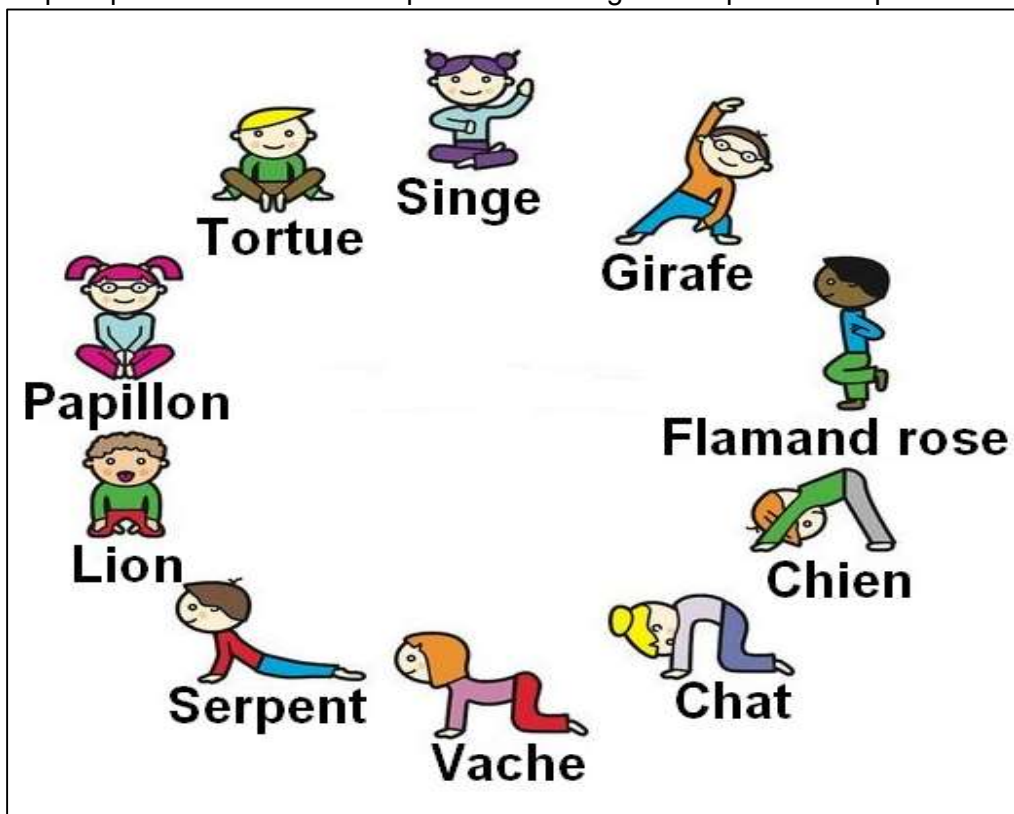 Singe
Tortue
Girafe
Papillon
Flamand rose
Lion
Chien
Serpent
Chat
Vache